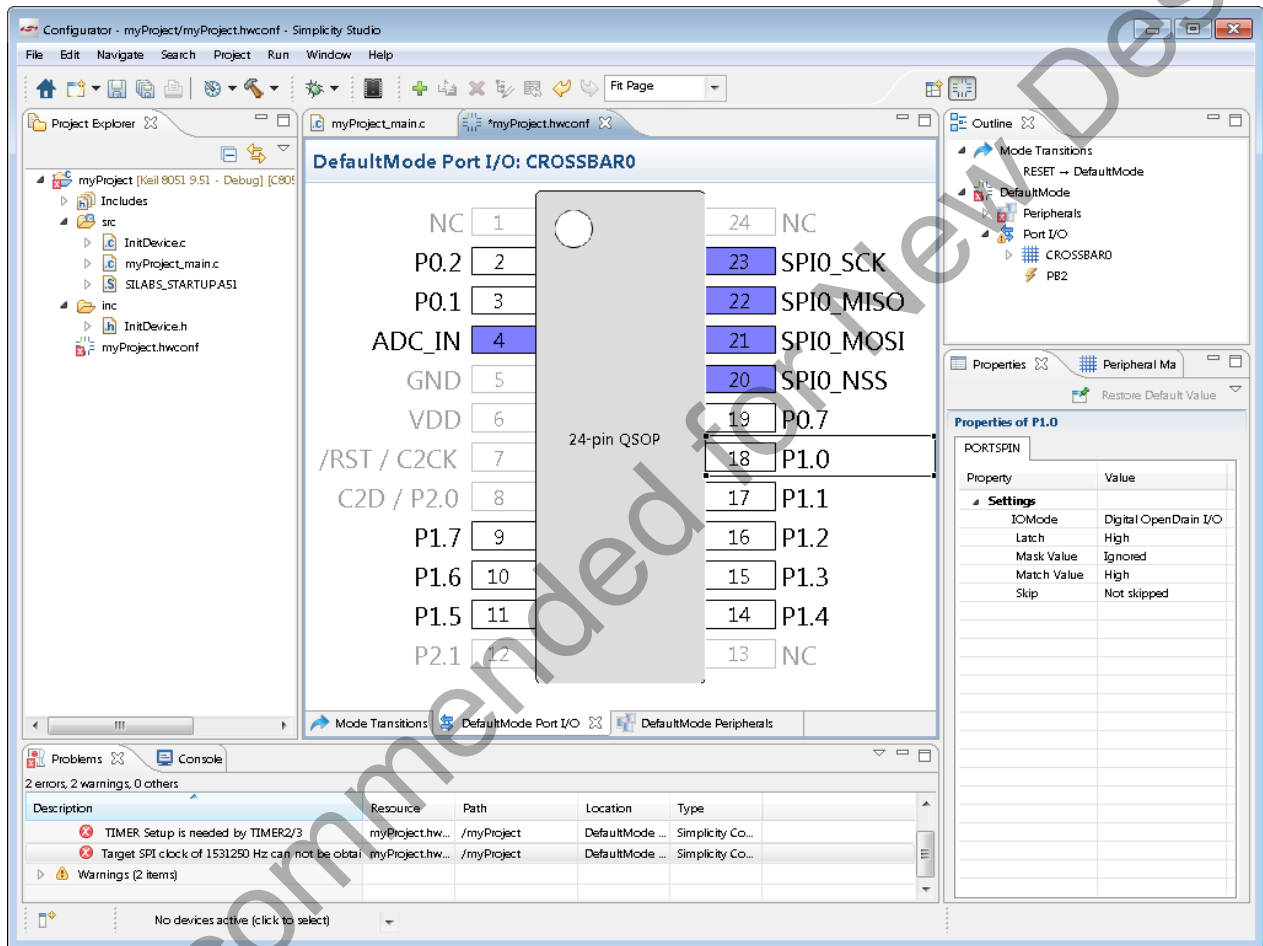 Configurator - myProject/myProject.hwconf - Simplicity Studio
File Edit Navigate Search Project Run Window Help
Fit Page
Project Explorer
myProject [Keil 8051 9.51 - Debug] [C805
Includes
src
InitDevice.c
myProject_main.c
SILABS_STARTUP.A51
inc
InitDevice.h
myProject.hwconf
myProject_main.c *myProject.hwconf
DefaultMode Port I/O: CROSSBAR0
NC 1 24 NC
P0.2 2 23 SPI0_SCK
P0.1 3 22 SPI0_MISO
ADC_IN 4 21 SPI0_MOSI
GND 5 20 SPI0_NSS
VDD 6 19 P0.7
24-pin QSOP
/RST / C2CK 7 18 P1.0
C2D / P2.0 8 17 P1.1
P1.7 9 16 P1.2
P1.6 10 15 P1.3
P1.5 11 14 P1.4
P2.1 12 13 NC
Mode Transitions DefaultMode Port I/O DefaultMode Peripherals
Outline
Mode Transitions
RESET → DefaultMode
DefaultMode
Peripherals
Port I/O
CROSSBAR0
PB2
Properties Peripheral Ma
Restore Default Value
Properties of P1.0
PORTSPIN
Property Value
Settings
IOMode Digital OpenDrain I/O
Latch High
Mask Value Ignored
Match Value High
Skip Not skipped
Problems Console
2 errors, 2 warnings, 0 others
Description Resource Path Location Type
TIMER Setup is needed by TIMER2/3 myProject.hw... /myProject DefaultMode ... Simplicity Co...
Target SPI clock of 1531250 Hz can not be obtai myProject.hw... /myProject DefaultMode ... Simplicity Co...
Warnings (2 items)
No devices active (click to select)
commended for New Des